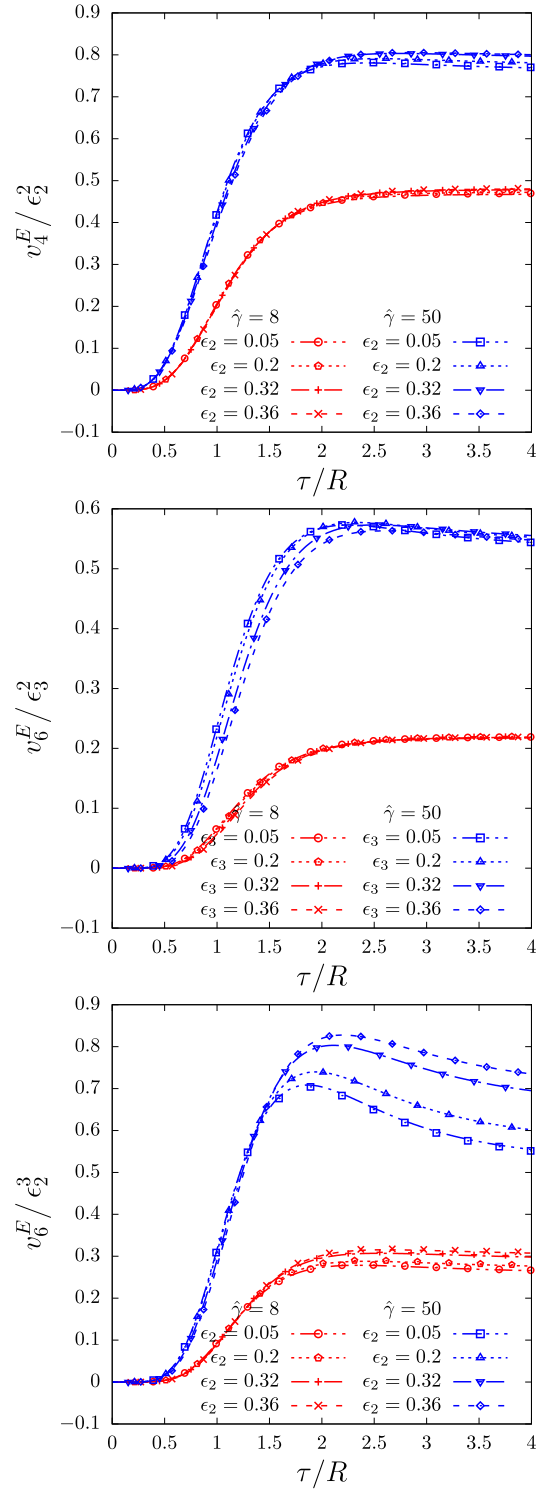 v_4^E / ε_2^2
0.9
0.8
0.7
0.6
0.5
0.4
0.3
0.2
0.1
0
−0.1
γ̂ = 8 γ̂ = 50
ϵ_2 = 0.05 ϵ_2 = 0.05
ϵ_2 = 0.2 ϵ_2 = 0.2
ϵ_2 = 0.32 ϵ_2 = 0.32
ϵ_2 = 0.36 ϵ_2 = 0.36
0 0.5 1 1.5 2 2.5 3 3.5 4
τ/R
v_6^E / ϵ_3^2
0.6
0.5
0.4
0.3
0.2
0.1
0
−0.1
γ̂ = 8 γ̂ = 50
ϵ_3 = 0.05 ϵ_3 = 0.05
ϵ_3 = 0.2 ϵ_3 = 0.2
ϵ_3 = 0.32 ϵ_3 = 0.32
ϵ_3 = 0.36 ϵ_3 = 0.36
0 0.5 1 1.5 2 2.5 3 3.5 4
τ/R
v_6^E / ϵ_2^3
0.9
0.8
0.7
0.6
0.5
0.4
0.3
0.2
0.1
0
−0.1
γ̂ = 8 γ̂ = 50
ϵ_2 = 0.05 ϵ_2 = 0.05
ϵ_2 = 0.2 ϵ_2 = 0.2
ϵ_2 = 0.32 ϵ_2 = 0.32
ϵ_2 = 0.36 ϵ_2 = 0.36
0 0.5 1 1.5 2 2.5 3 3.5 4
τ/R